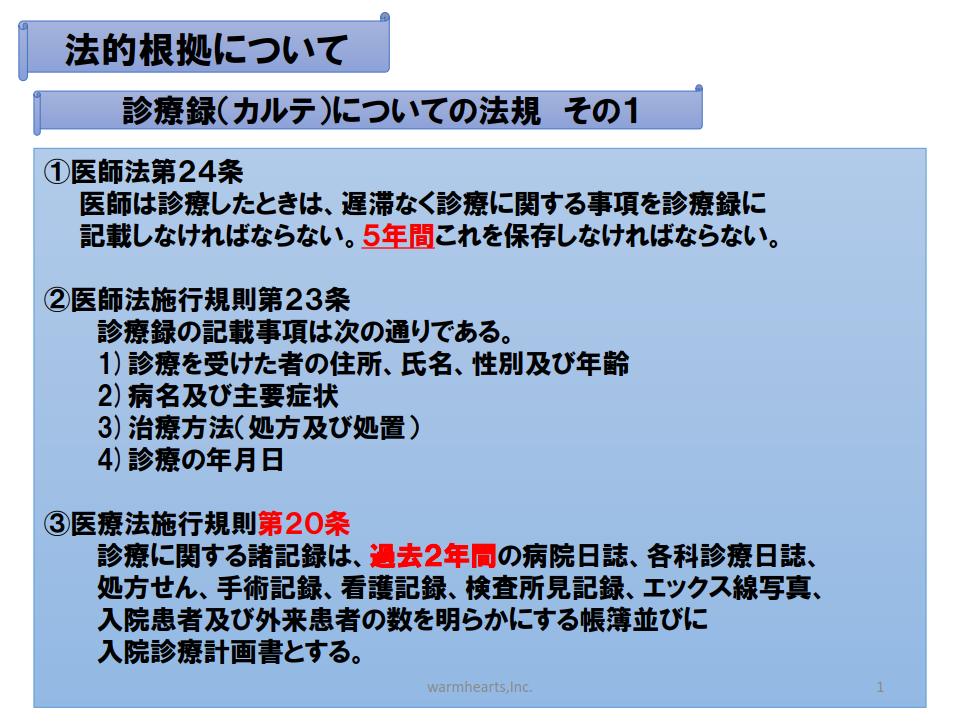 法的根拠について
診療録（カルテ）についての法規　その１
①医師法第２４条
医師は診療したときは、遅滞なく診療に関する事項を診療録に
記載しなければならない。５年間これを保存しなければならない。
②医師法施行規則第２３条
診療録の記載事項は次の通りである。
1）診療を受けた者の住所、氏名、性別及び年齢
2）病名及び主要症状
3）治療方法（処方及び処置）
4）診療の年月日
③医療法施行規則第２０条
診療に関する諸記録は、過去２年間の病院日誌、各科診療日誌、
処方せん、手術記録、看護記録、検査所見記録、エックス線写真、
入院患者及び外来患者の数を明らかにする帳簿並びに
入院診療計画書とする。
warmhearts,Inc.
1